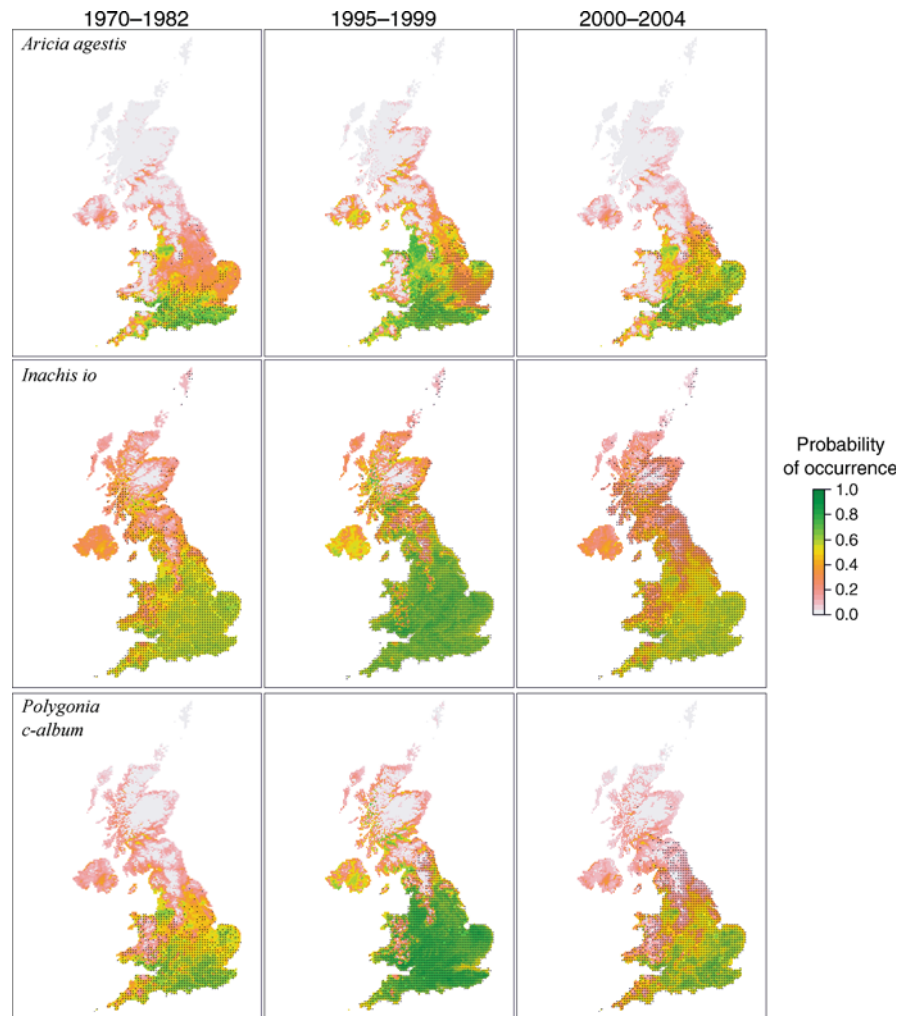 1970–1982 1995–1999 2000–2004
Aricia agestis
Inachis io
Probability
of occurrence
1.0
0.8
0.6
0.4
0.2
0.0
Polygonia
c-album